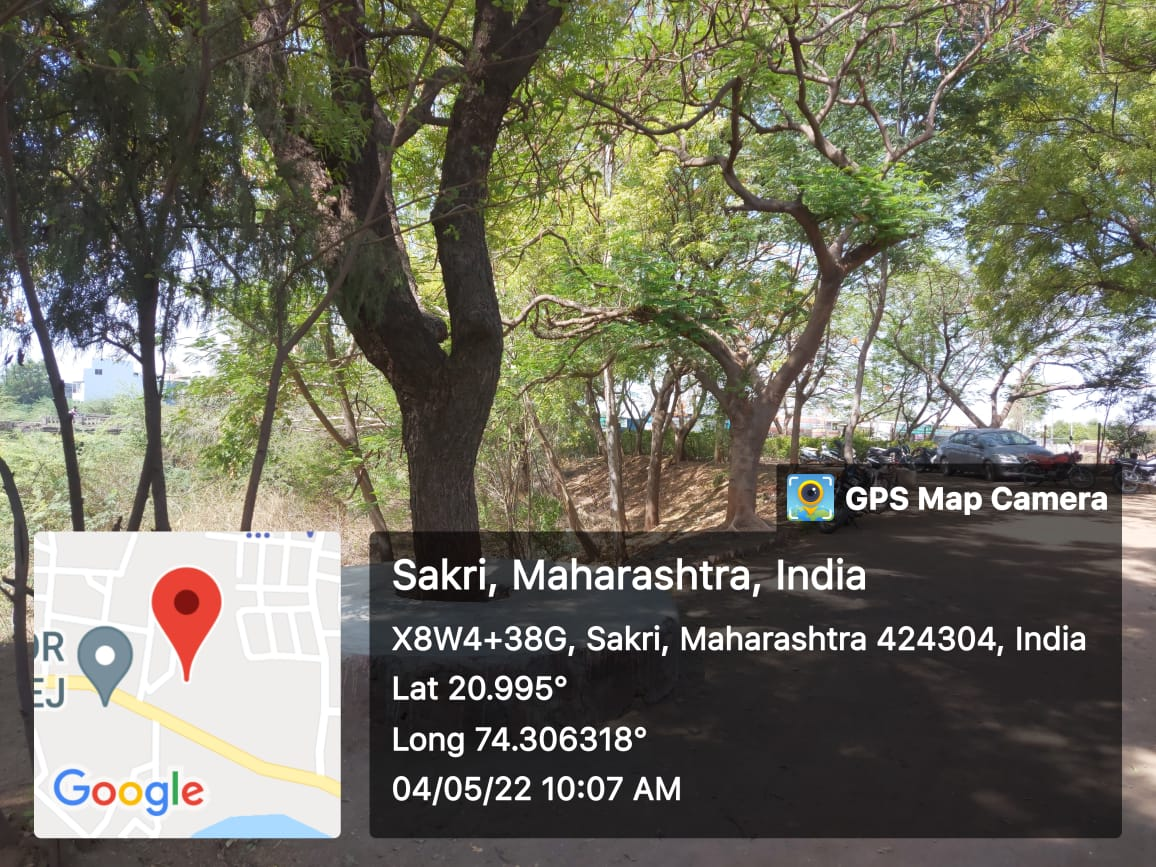 GPS Map Camera
Sakri, Maharashtra, India
X8W4+38G, Sakri, Maharashtra 424304, India
Lat 20.995°
Long 74.306318°
04/05/22 10:07 AM
Google